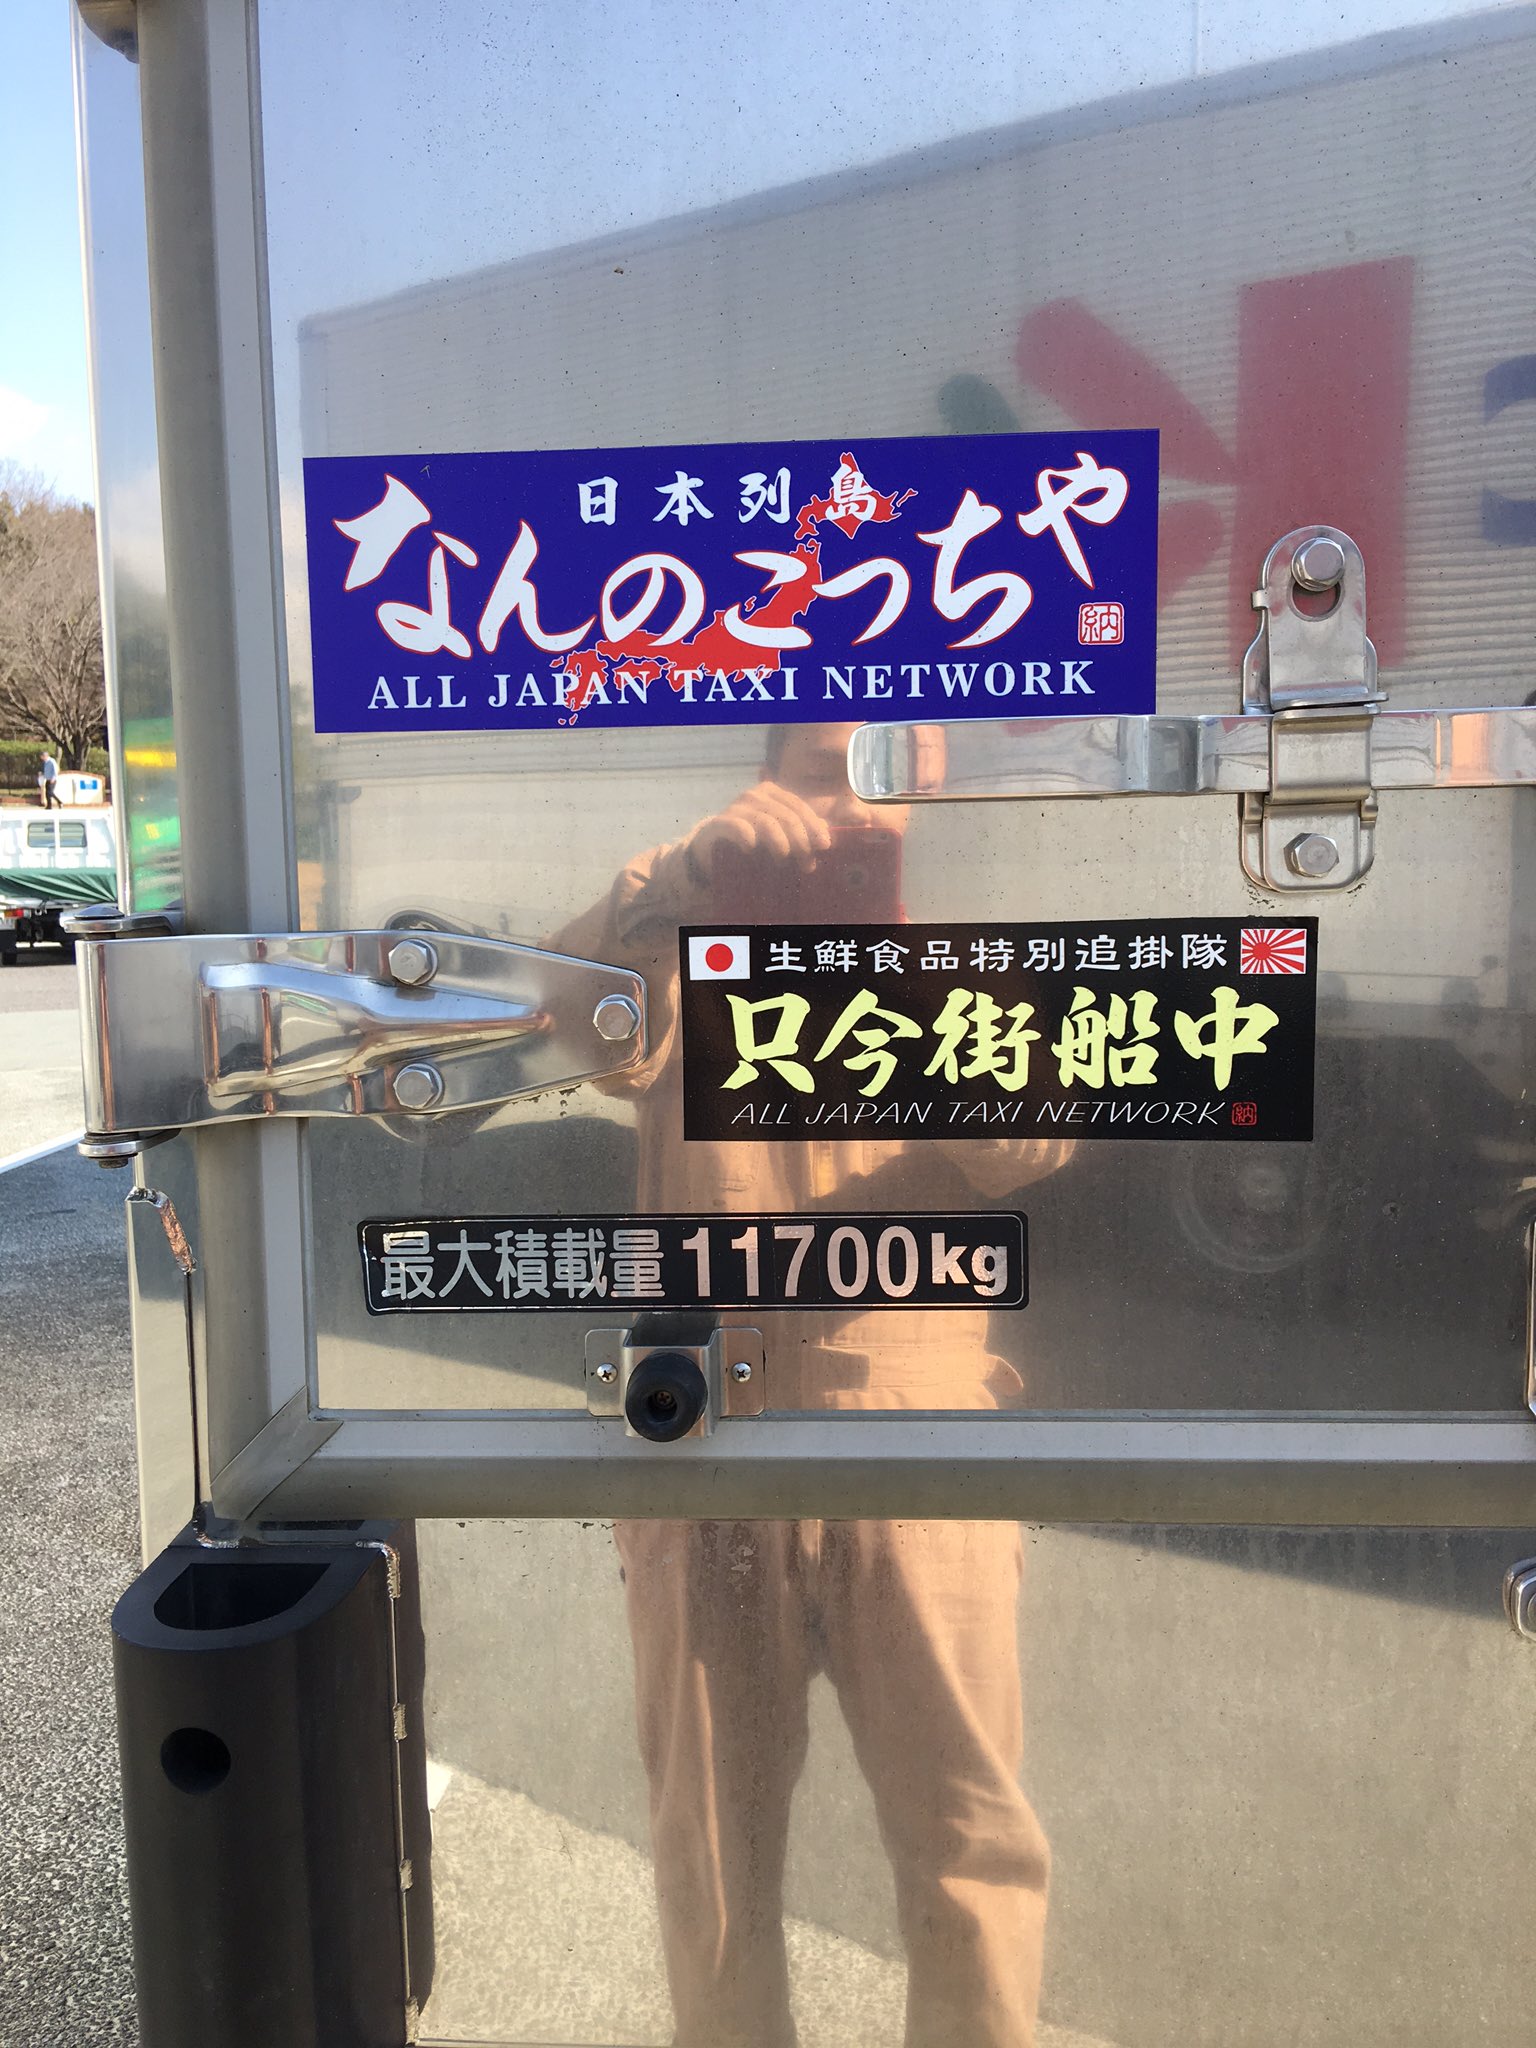 日本列島
なんのこっちゃ
納
ALL JAPAN TAXI NETWORK
生鮮食品特別追掛隊
只今街船中
ALL JAPAN TAXI NETWORK 納
最大積載量 11700kg